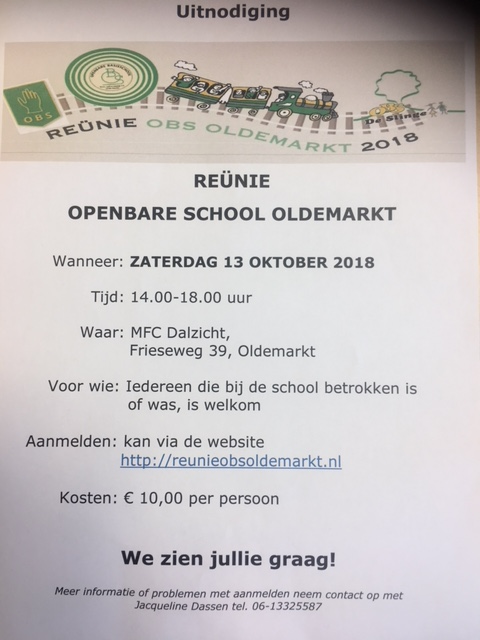 Uitnodiging
OBS
REÜNIE OBS OLDEMARKT 2018
De Slinge
REÜNIE
OPENBARE SCHOOL OLDEMARKT
Wanneer: ZATERDAG 13 OKTOBER 2018
Tijd: 14.00-18.00 uur
Waar: MFC Dalzicht,
Frieseweg 39, Oldemarkt
Voor wie: Iedereen die bij de school betrokken is
of was, is welkom
Aanmelden: kan via de website
http://reunieobsoldemarkt.nl
Kosten: € 10,00 per persoon
We zien jullie graag!
Meer informatie of problemen met aanmelden neem contact op met
Jacqueline Dassen tel. 06-13325587